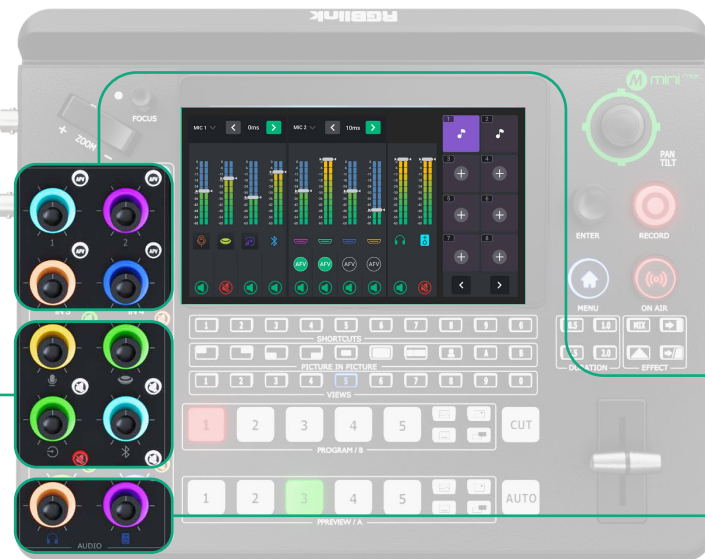 RGBlink
mini mix
FOCUS
ZOOM
+
−
AFV
AFV
1
2
AFV
AFV
IN 3
IN 4
AUDIO
MIC 1
<
0ms
>
MIC 2
<
10ms
>
1
2
3
4
5
6
7
8
<
>
AFV
AFV
AFV
AFV
PAN
TILT
ENTER
RECORD
MENU
ON AIR
1 2 3 4 5 6 7 8 9 0
SHORTCUTS
A
PICTURE IN PICTURE
1 2 3 4 5 6 7 8 9 0
VIEWS
0.5 1.0
2.0
DURATION
MIX
EFFECT
1 2 3 4 5
CUT
PROGRAM / B
1 2 3 4 5
AUTO
PPREVIEW / A